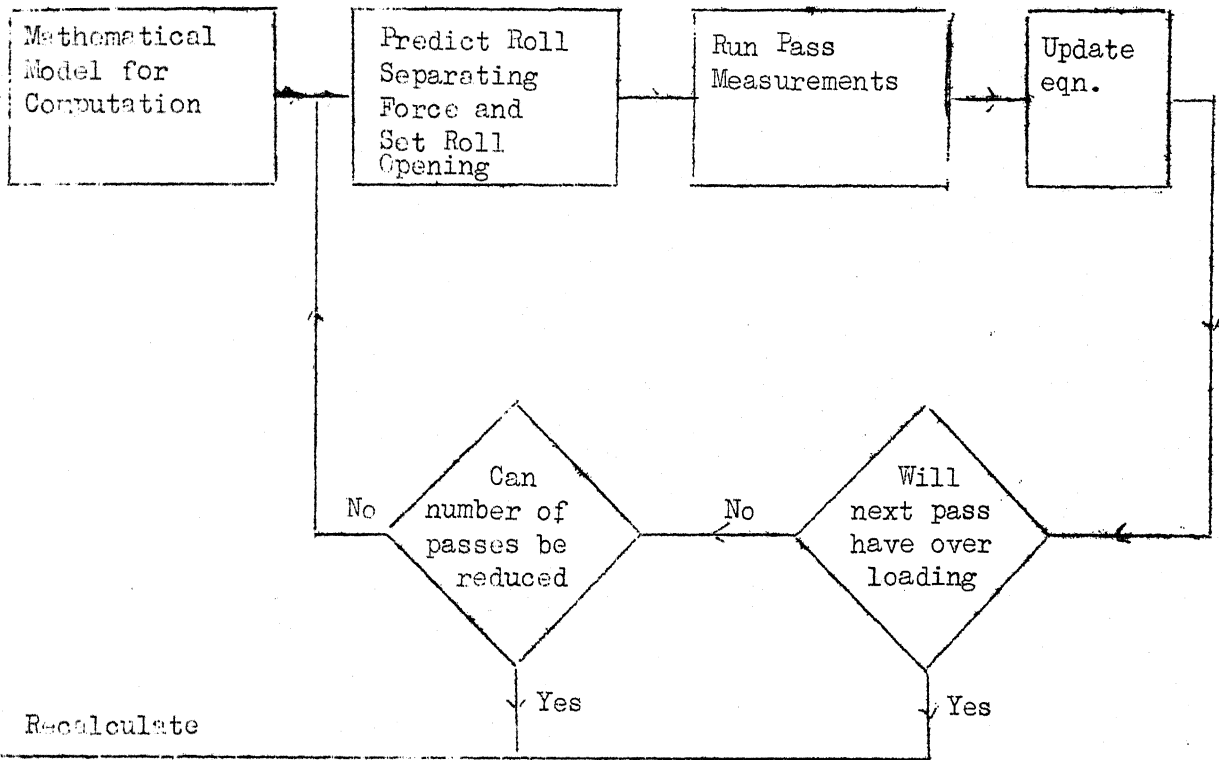 Mathematical
Model for
Computation
Predict Roll
Separating
Force and
Set Roll
Opening
Run Pass
Measurements
Update
eqn.
Can
number of
passes be
reduced
No
Will
next pass
have over
loading
No
Yes
Yes
Recalculate